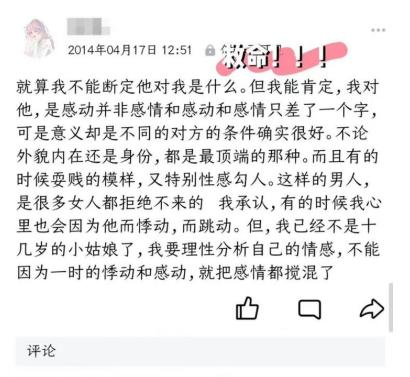 2014年04月17日 12:51
救命!!!
就算我不能断定他对我是什么。但我能肯定，我对
他，是感动并非感情和感动和感情只差了一个字，
可是意义却是不同的对方的条件确实很好。不论
外貌内在还是身份，都是最顶端的那种。而且有的
时候耍贱的模样，又特别性感勾人。这样的男人，
是很多女人都拒绝不来的 我承认，有的时候我心
里也会因为他而悸动，而跳动。但，我己经不是十
几岁的小姑娘了，我要理性分析自己的情感，不能
因为一时的悸动和感动，就把感情都搅混了
评论